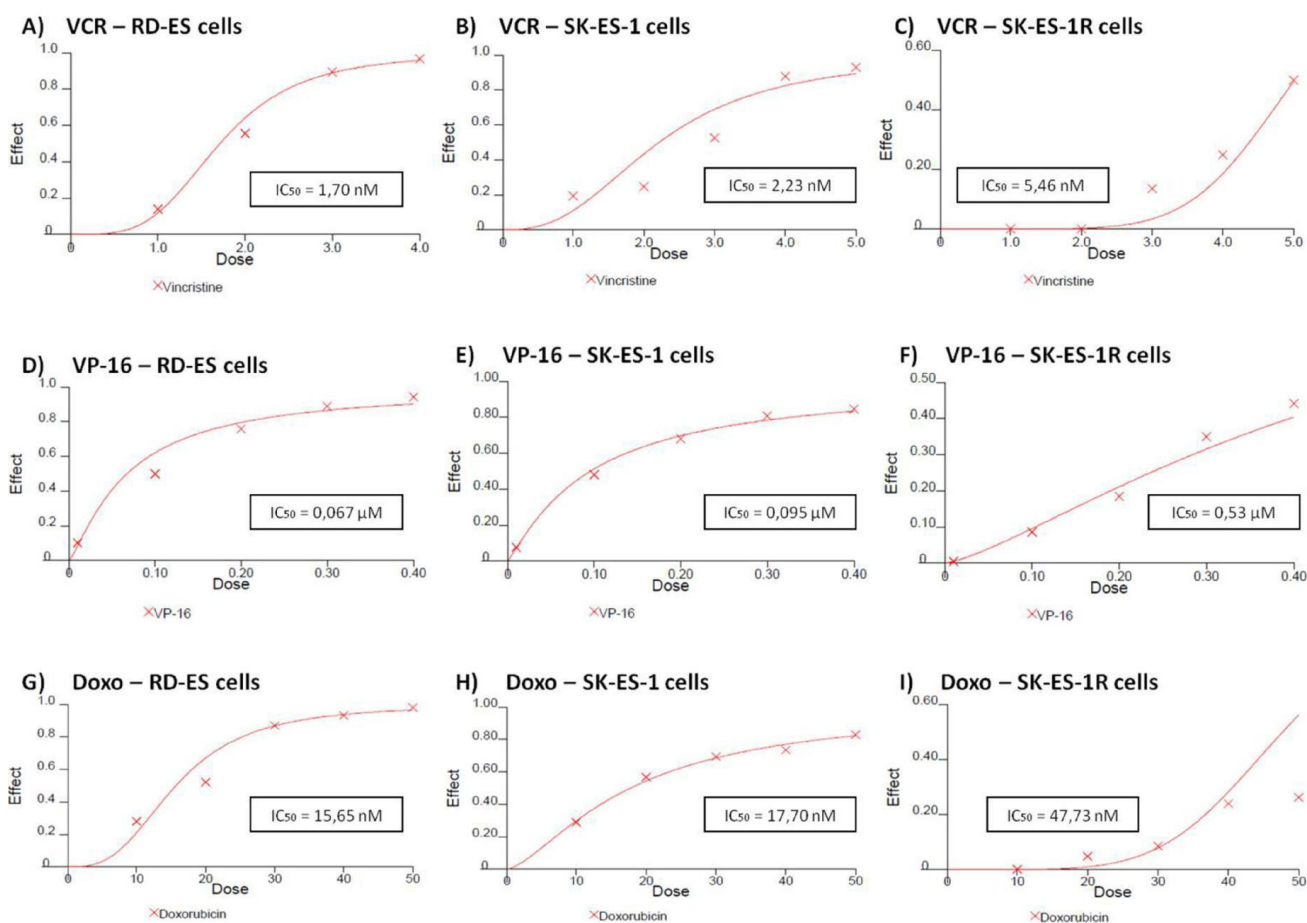 A) VCR – RD-ES cells
1.0
0.8
0.6
0.4
0.2
0
Effect
IC₅₀ = 1,70 nM
0 1.0 2.0 3.0 4.0
Dose
Vincristine
B) VCR – SK-ES-1 cells
1.0
0.8
0.6
0.4
0.2
0
Effect
IC₅₀ = 2,23 nM
0 1.0 2.0 3.0 4.0 5.0
Dose
Vincristine
C) VCR – SK-ES-1R cells
0.60
0.40
0.20
0
Effect
IC₅₀ = 5,46 nM
0 1.0 2.0 3.0 4.0 5.0
Dose
Vincristine
D) VP-16 – RD-ES cells
1.0
0.8
0.6
0.4
0.2
0
Effect
IC₅₀ = 0,067 µM
0 0.10 0.20 0.30 0.40
Dose
VP-16
E) VP-16 – SK-ES-1 cells
1.00
0.80
0.60
0.40
0.20
0
Effect
IC₅₀ = 0,095 µM
0 0.10 0.20 0.30 0.40
Dose
VP-16
F) VP-16 – SK-ES-1R cells
0.50
0.40
0.30
0.20
0.10
0
Effect
IC₅₀ = 0,53 µM
0 0.10 0.20 0.30 0.40
Dose
VP-16
G) Doxo – RD-ES cells
1.0
0.8
0.6
0.4
0.2
0
Effect
IC₅₀ = 15,65 nM
0 10 20 30 40 50
Dose
Doxorubicin
H) Doxo – SK-ES-1 cells
1.00
0.80
0.60
0.40
0.20
0
Effect
IC₅₀ = 17,70 nM
0 10 20 30 40 50
Dose
Doxorubicin
I) Doxo – SK-ES-1R cells
0.60
0.40
0.20
0
Effect
IC₅₀ = 47,73 nM
0 10 20 30 40 50
Dose
Doxorubicin